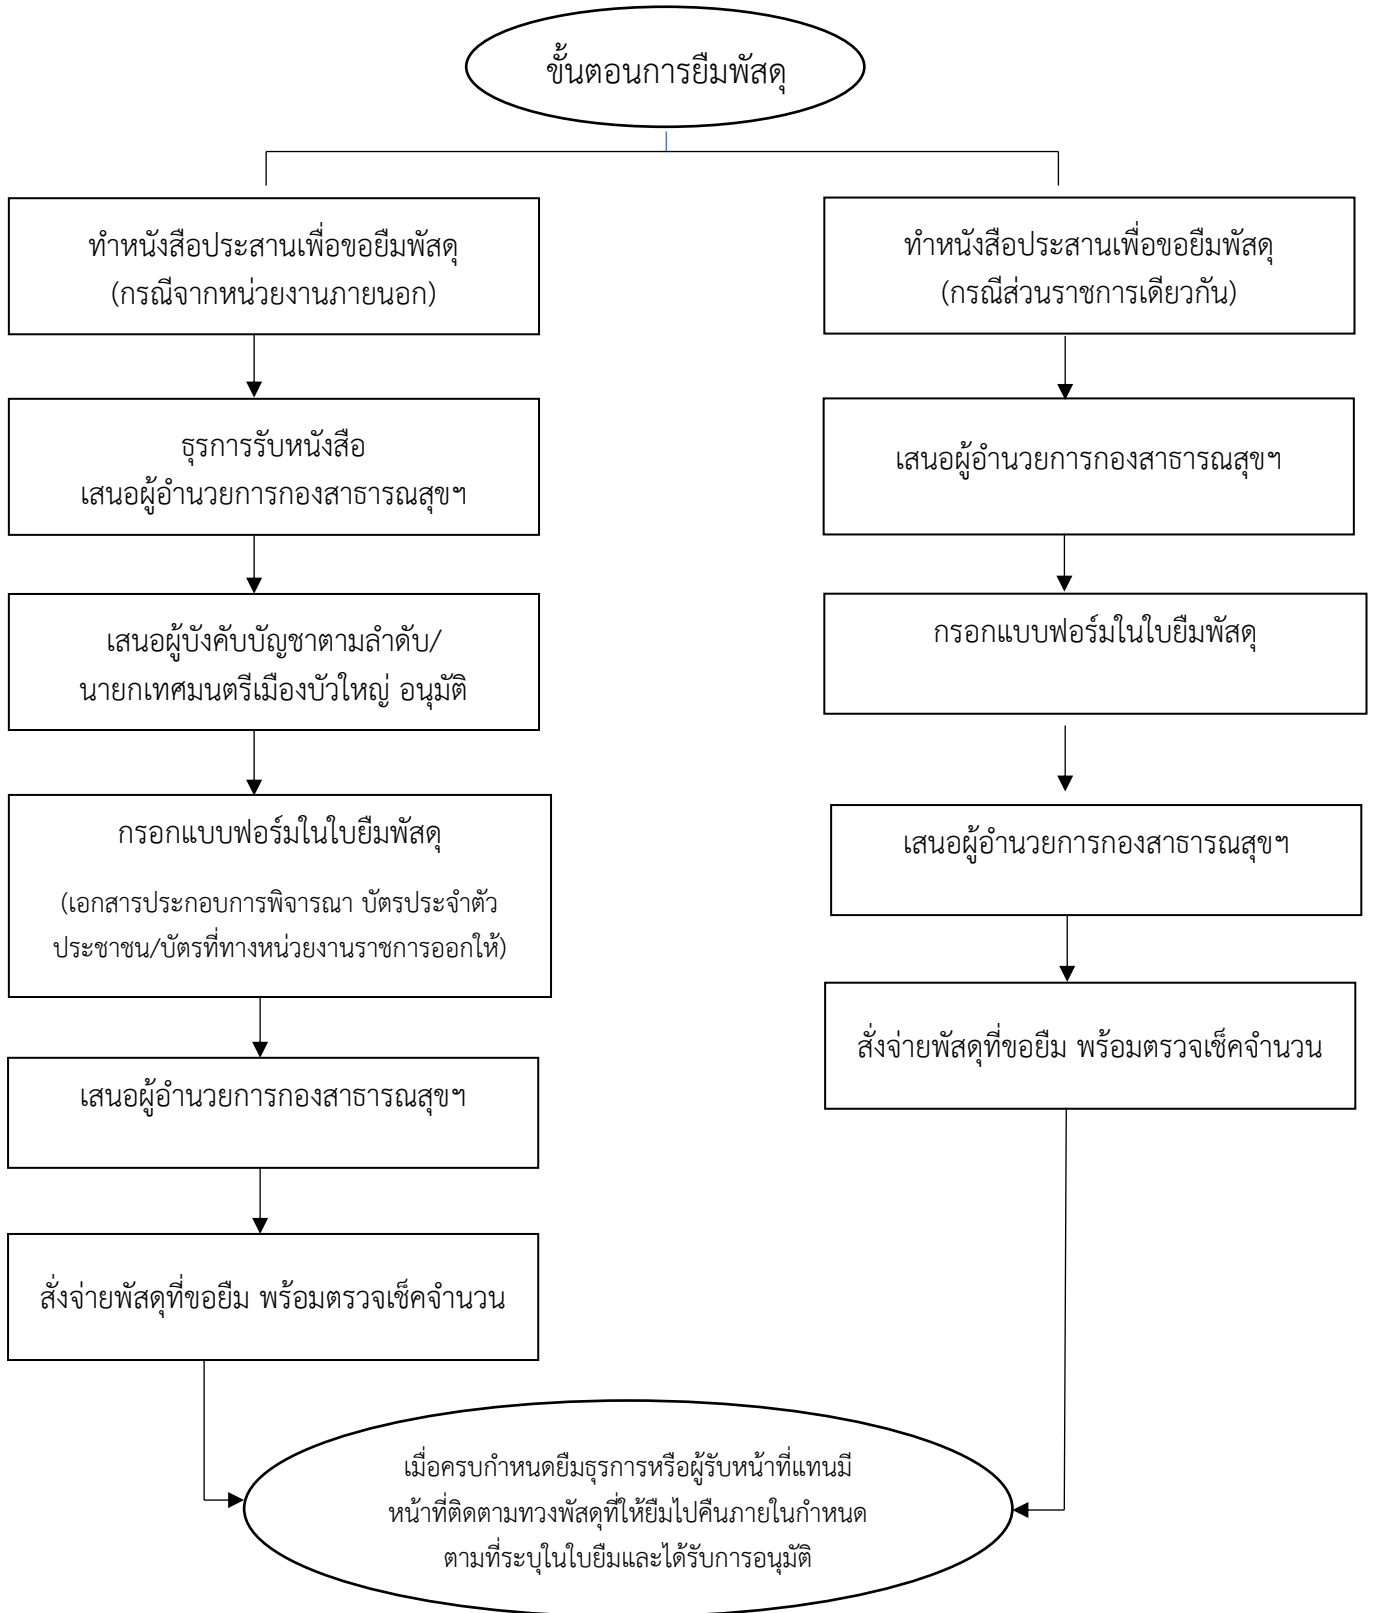 ขั้นตอนการยืมพัสดุ
ทำหนังสือประสานเพื่อขอยืมพัสดุ
(กรณีจากหน่วยงานภายนอก)
ธุรการรับหนังสือ
เสนอผู้อำนวยการกองสาธารณสุขฯ
เสนอผู้บังคับบัญชาตามลำดับ/
นายกเทศมนตรีเมืองบัวใหญ่ อนุมัติ
กรอกแบบฟอร์มในใบยืมพัสดุ
(เอกสารประกอบการพิจารณา บัตรประจำตัว
ประชาชน/บัตรที่ทางหน่วยงานราชการออกให้)
เสนอผู้อำนวยการกองสาธารณสุขฯ
สั่งจ่ายพัสดุที่ขอยืม พร้อมตรวจเช็คจำนวน
ทำหนังสือประสานเพื่อขอยืมพัสดุ
(กรณีส่วนราชการเดียวกัน)
เสนอผู้อำนวยการกองสาธารณสุขฯ
กรอกแบบฟอร์มในใบยืมพัสดุ
เสนอผู้อำนวยการกองสาธารณสุขฯ
สั่งจ่ายพัสดุที่ขอยืม พร้อมตรวจเช็คจำนวน
เมื่อครบกำหนดยืมธุรการหรือผู้รับหน้าที่แทนมี
หน้าที่ติดตามทวงพัสดุที่ให้ยืมไปคืนภายในกำหนด
ตามที่ระบุในใบยืมและได้รับการอนุมัติ